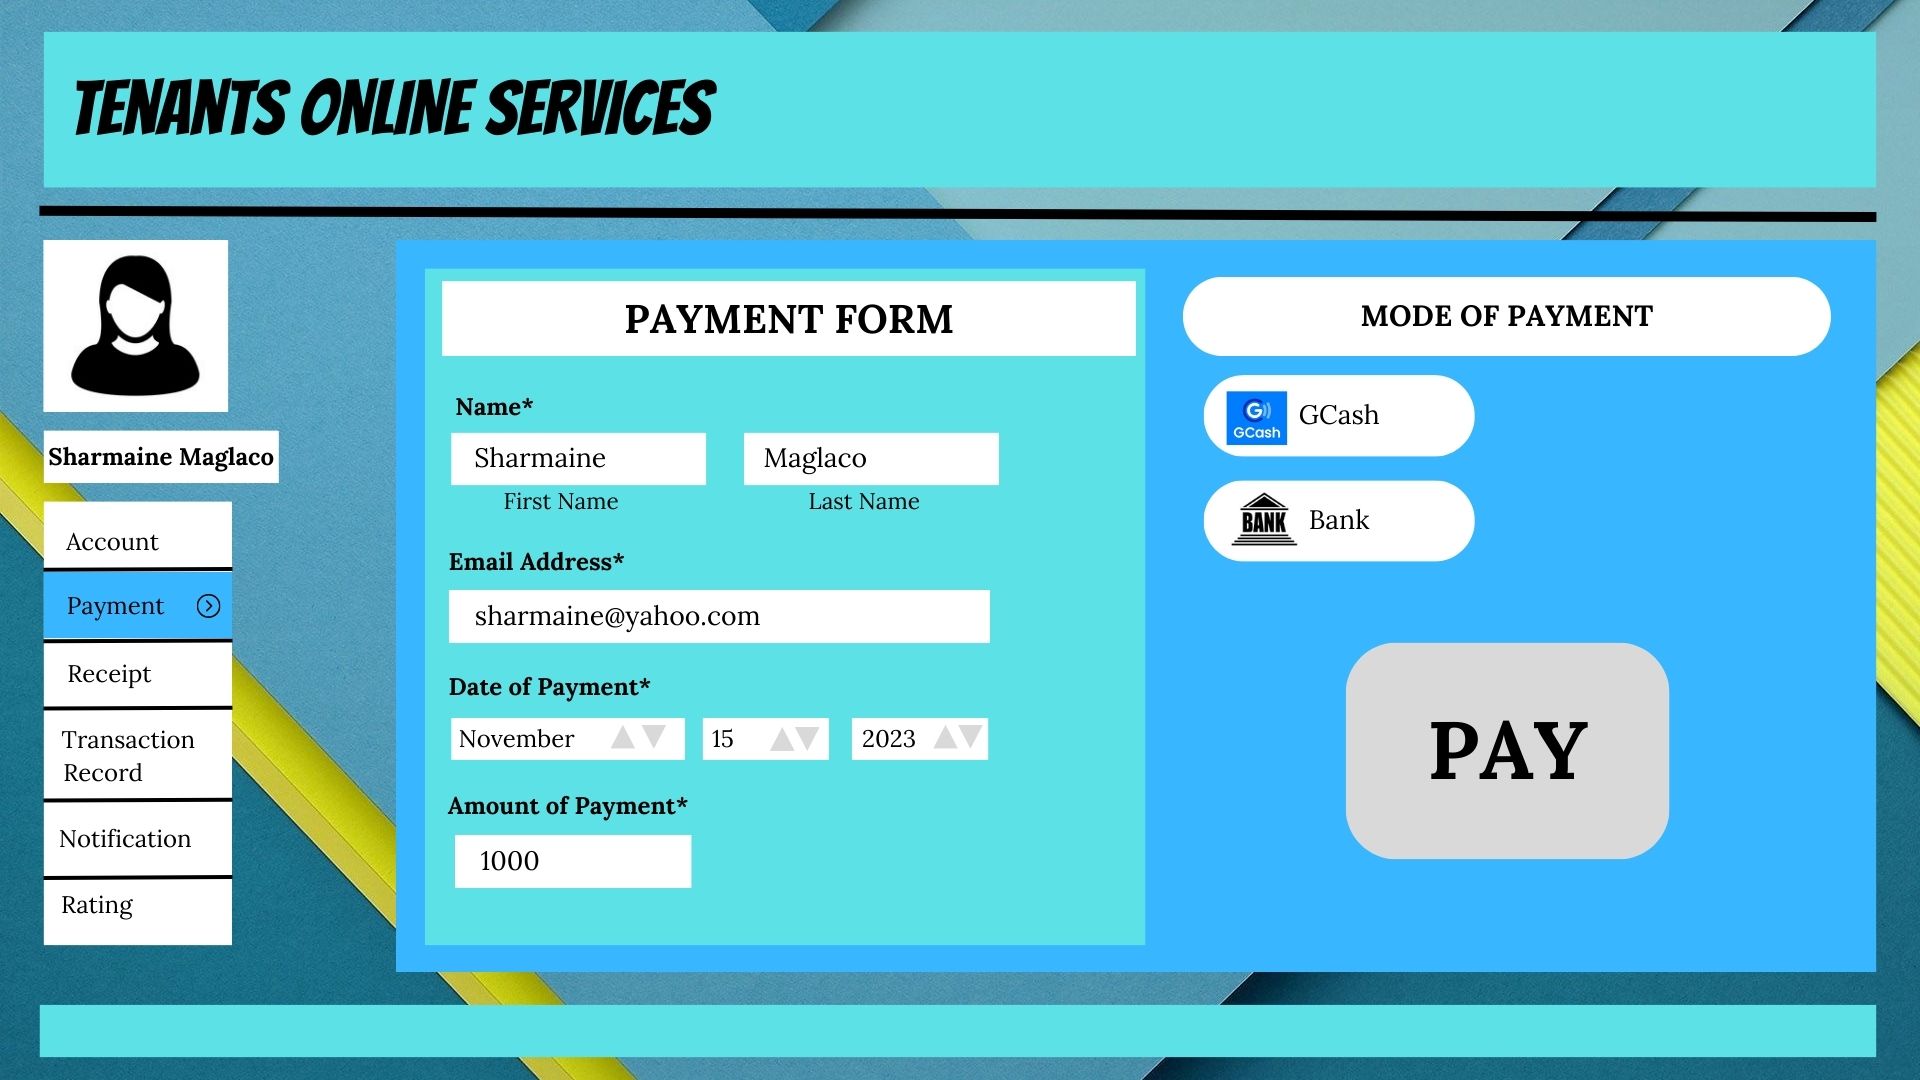 TENANTS ONLINE SERVICES
Sharmaine Maglaco
Account
Payment
Receipt
Transaction
Record
Notification
Rating
PAYMENT FORM
Name*
Sharmaine Maglaco
First Name Last Name
Email Address*
sharmaine@yahoo.com
Date of Payment*
November 15 2023
Amount of Payment*
1000
MODE OF PAYMENT
G
GCash
GCash
BANK
Bank
PAY